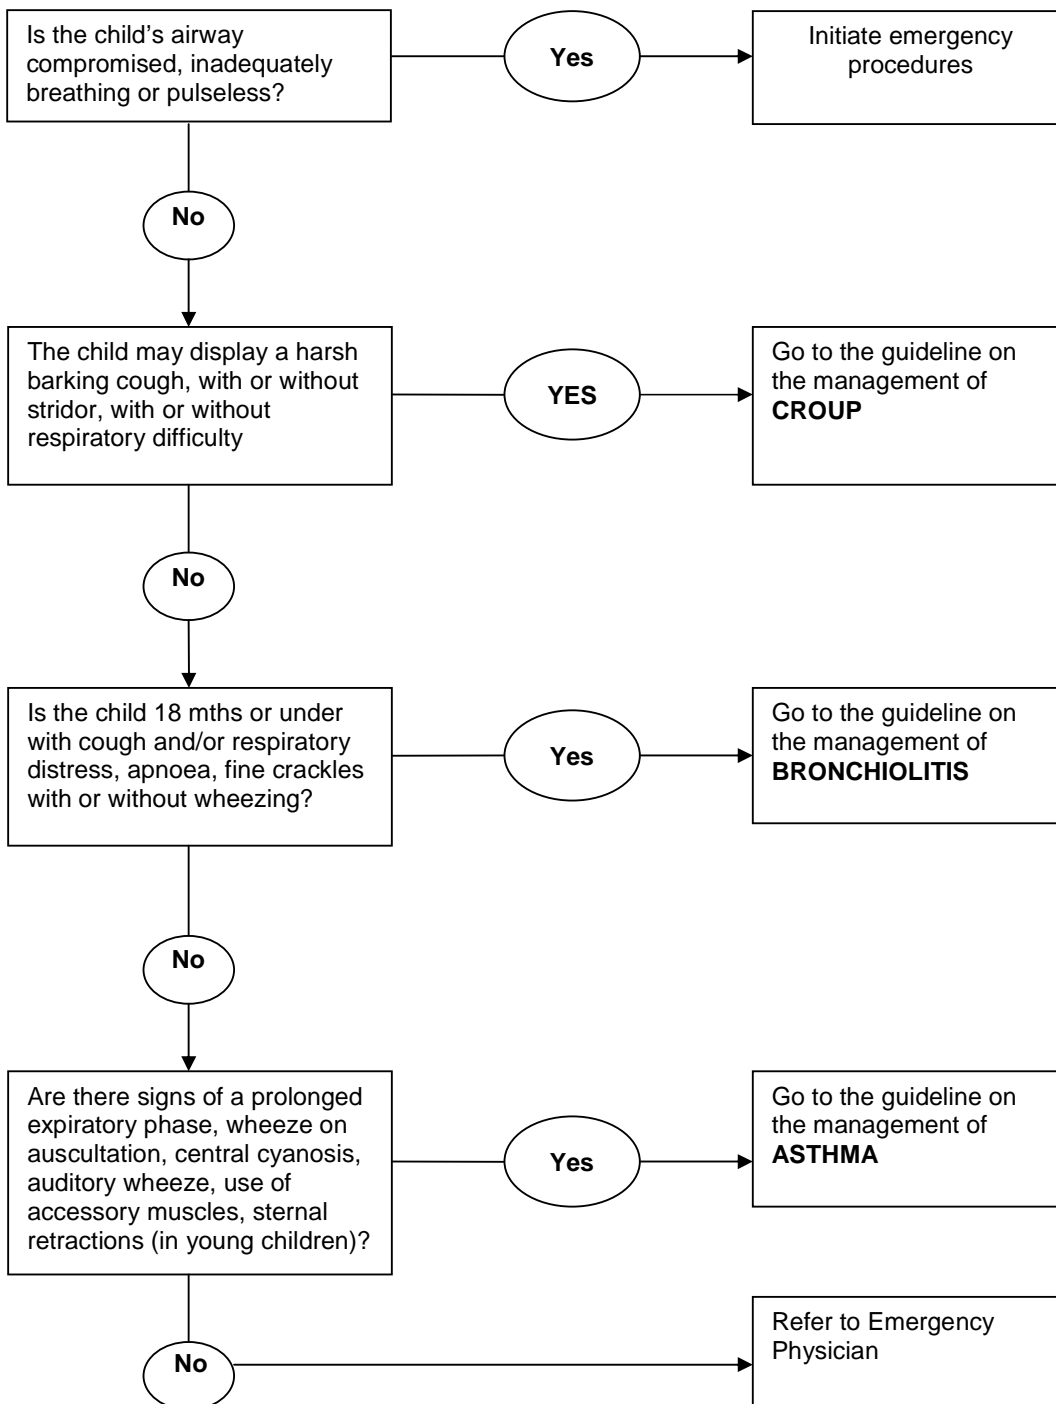 Is the child's airway
compromised, inadequately
breathing or pulseless?
Yes
Initiate emergency
procedures
No
The child may display a harsh
barking cough, with or without
stridor, with or without
respiratory difficulty
YES
Go to the guideline on
the management of
CROUP
No
Is the child 18 mths or under
with cough and/or respiratory
distress, apnoea, fine crackles
with or without wheezing?
Yes
Go to the guideline on
the management of
BRONCHIOLITIS
No
Are there signs of a prolonged
expiratory phase, wheeze on
auscultation, central cyanosis,
auditory wheeze, use of
accessory muscles, sternal
retractions (in young children)?
Yes
Go to the guideline on
the management of
ASTHMA
No
Refer to Emergency
Physician